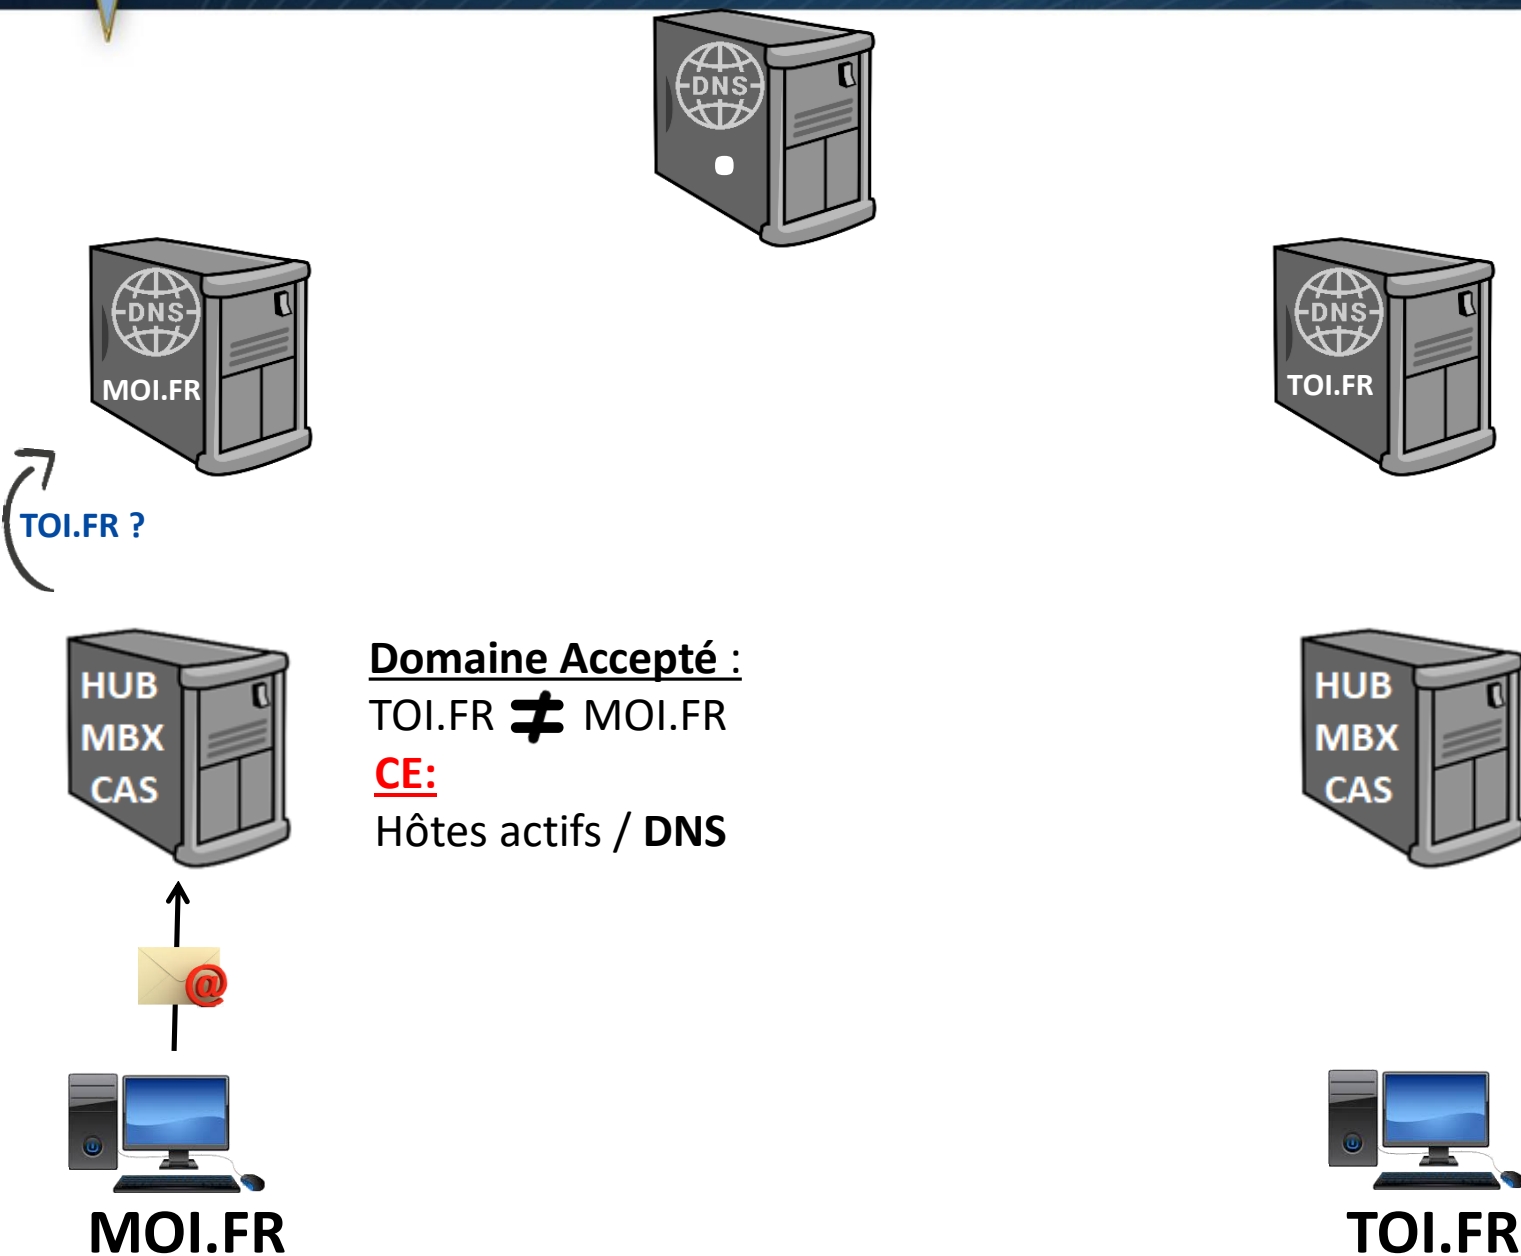 DNS
.
DNS
MOI.FR
DNS
TOI.FR
TOI.FR ?
HUB
MBX
CAS
Domaine Accepté :
TOI.FR ≠ MOI.FR
CE:
Hôtes actifs / DNS
HUB
MBX
CAS
@
MOI.FR
TOI.FR